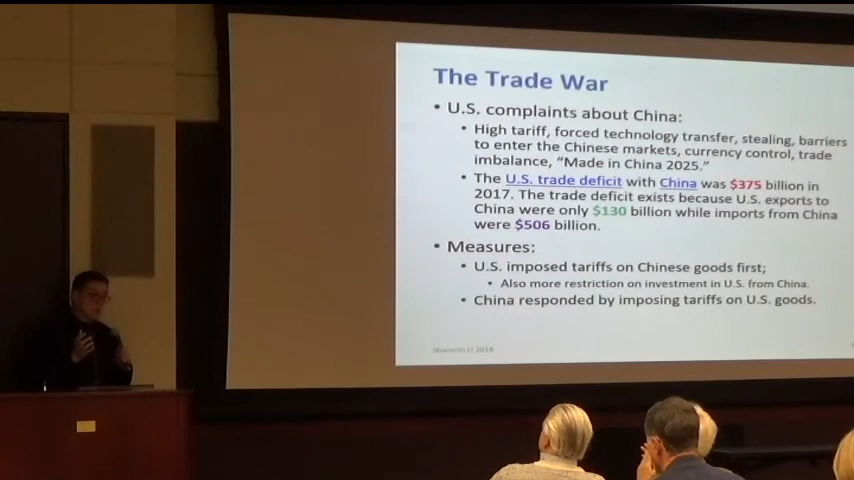 The Trade War
• U.S. complaints about China:
• High tariff, forced technology transfer, stealing, barriers
to enter the Chinese markets, currency control, trade
imbalance, “Made in China 2025.”
• The U.S. trade deficit with China was $375 billion in
2017. The trade deficit exists because U.S. exports to
China were only $130 billion while imports from China
were $506 billion.
• Measures:
• U.S. imposed tariffs on Chinese goods first;
• Also more restriction on investment in U.S. from China.
• China responded by imposing tariffs on U.S. goods.
2018